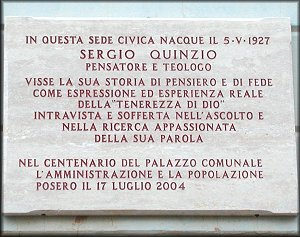 IN QUESTA SEDE CIVICA NACQUE IL 5·V·1927
SERGIO QUINZIO
PENSATORE E TEOLOGO
VISSE LA SUA STORIA DI PENSIERO E DI FEDE
COME ESPRESSIONE ED ESPERIENZA REALE
DELLA "TENEREZZA DI DIO"
INTRAVISTA E SOFFERTA NELL'ASCOLTO E
NELLA RICERCA APPASSIONATA
DELLA SUA PAROLA
NEL CENTENARIO DEL PALAZZO COMUNALE
L'AMMINISTRAZIONE E LA POPOLAZIONE
POSERO IL 17 LUGLIO 2004